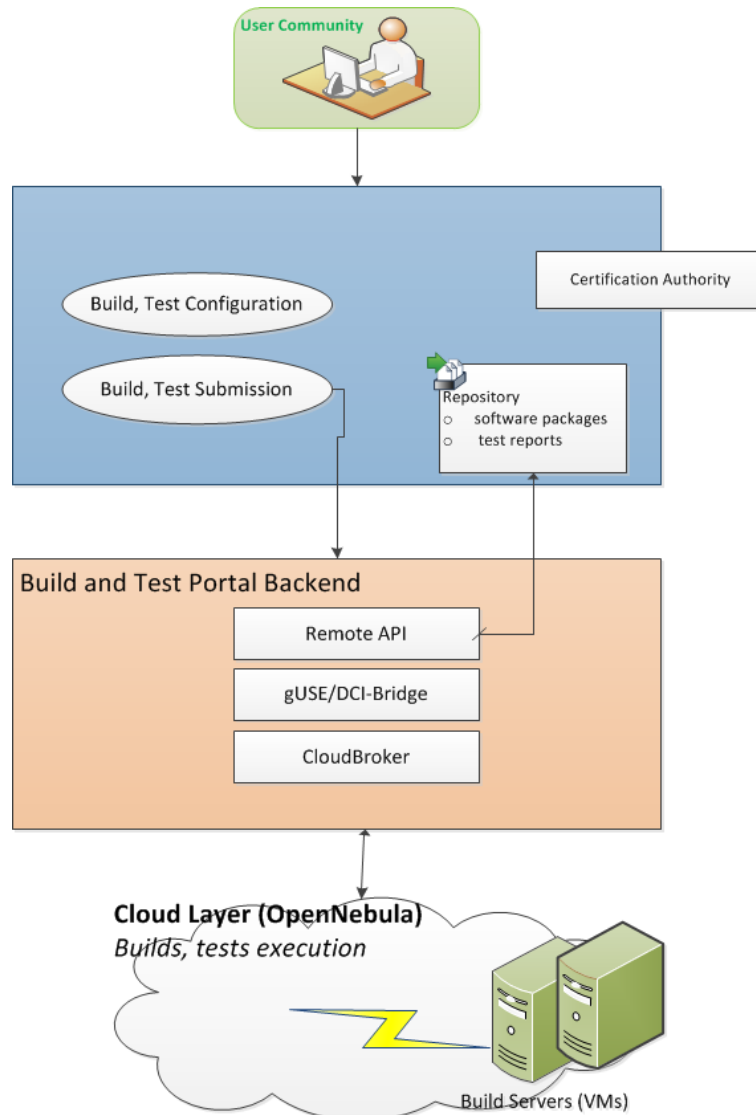 User Community
Certification Authority
Build, Test Configuration
Build, Test Submission
Repository
o software packages
o test reports
Build and Test Portal Backend
Remote API
gUSE/DCI-Bridge
CloudBroker
Cloud Layer (OpenNebula)
Builds, tests execution
Build Servers (VMs)